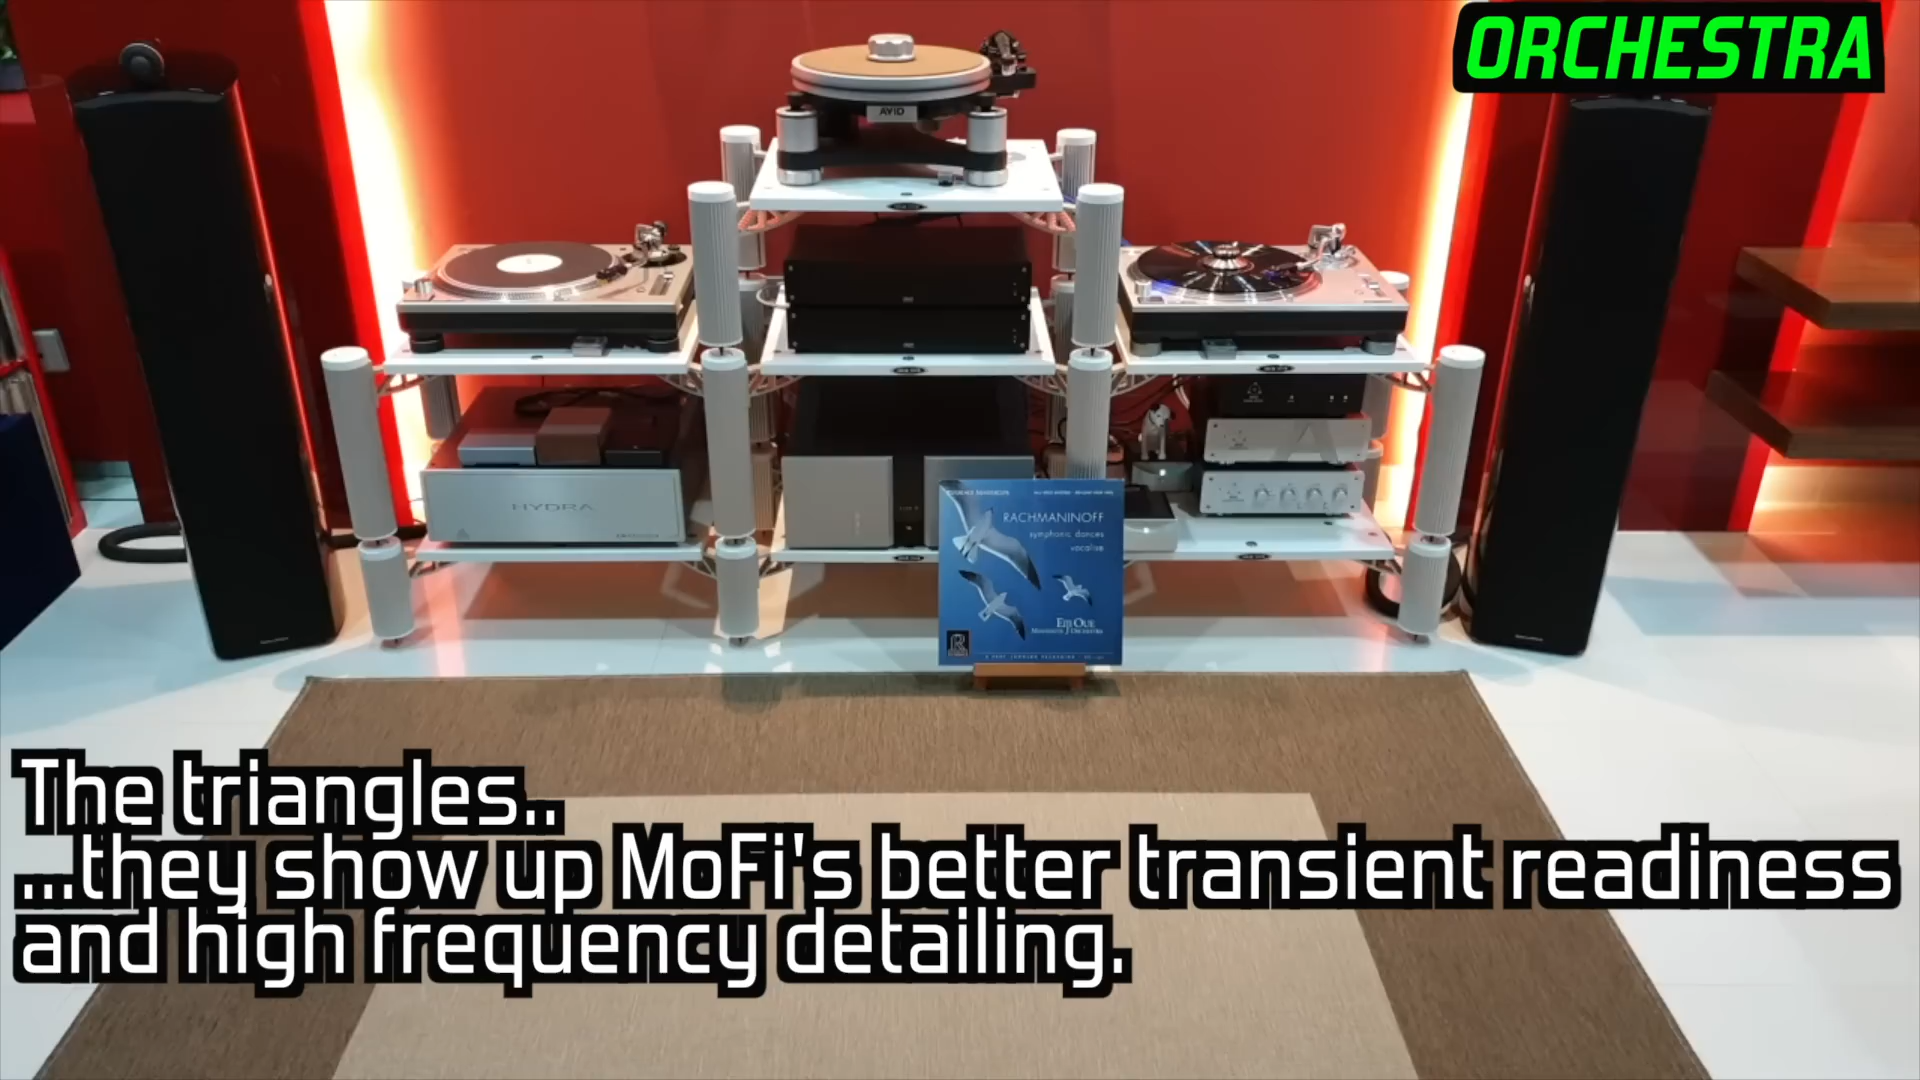 ORCHESTRA
AVID
HYDRA
RACHMANINOFF
symphonic dances
vocalise
EIJI OUE
MINNESOTA ORCHESTRA
The triangles..
...they show up MoFi's better transient readiness
and high frequency detailing.